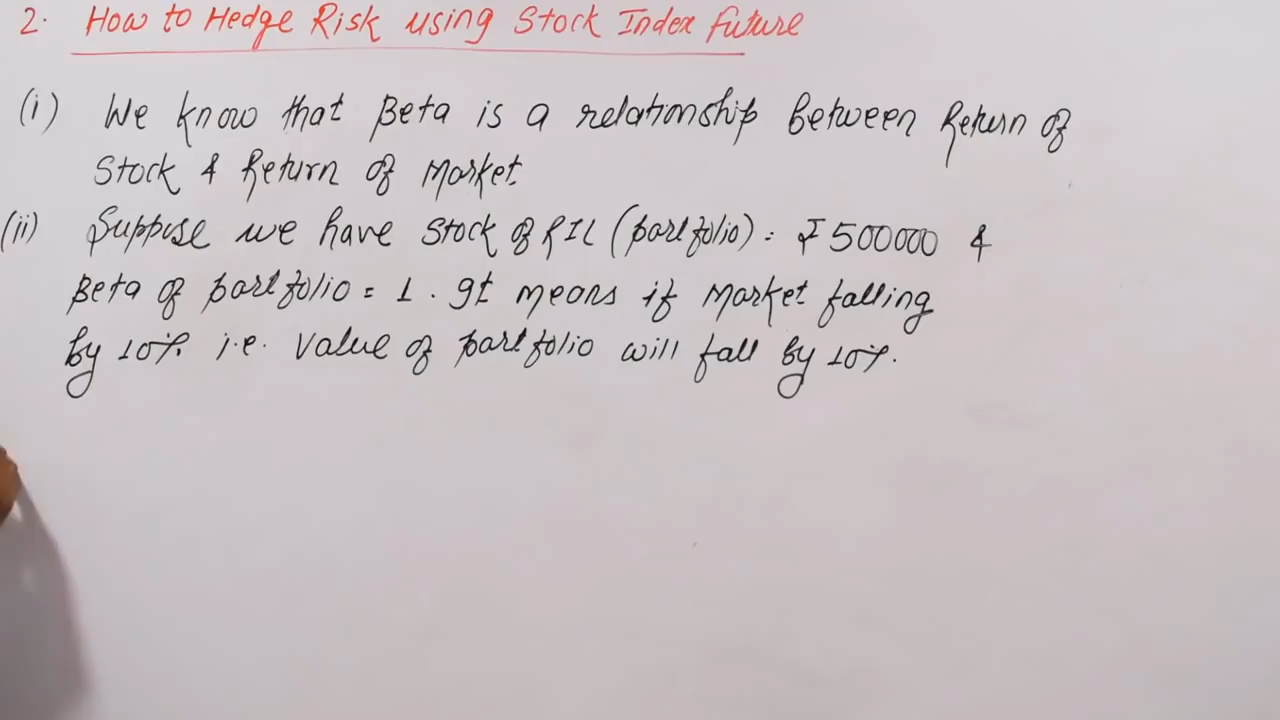 2. How to Hedge Risk using Stock Index Future
(i) We know that Beta is a relationship between Return of
Stock & Return of Market.
(ii) Suppose we have Stock of RIL (portfolio) = ₹500000 &
Beta of portfolio = 1. It means if Market falling
by 10% i.e. Value of portfolio will fall by 10%.